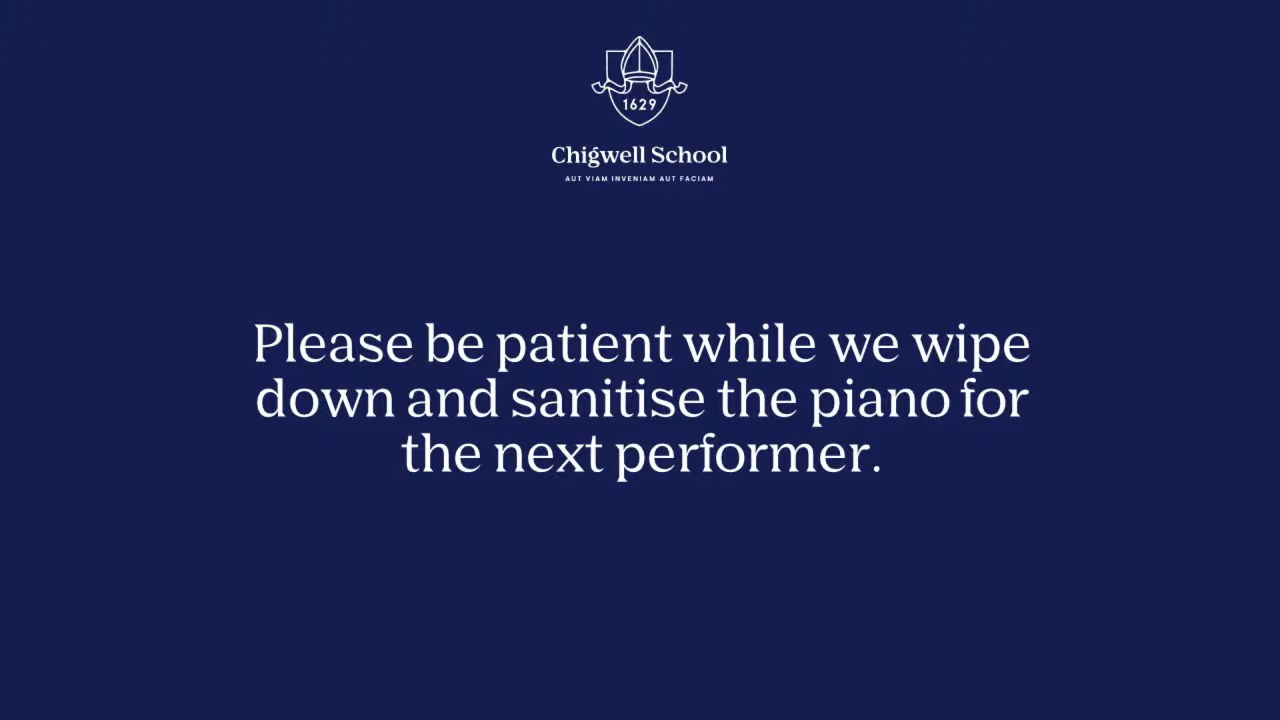 1629
Chigwell School
AUT VIAM INVENIAM AUT FACIAM
Please be patient while we wipe
down and sanitise the piano for
the next performer.